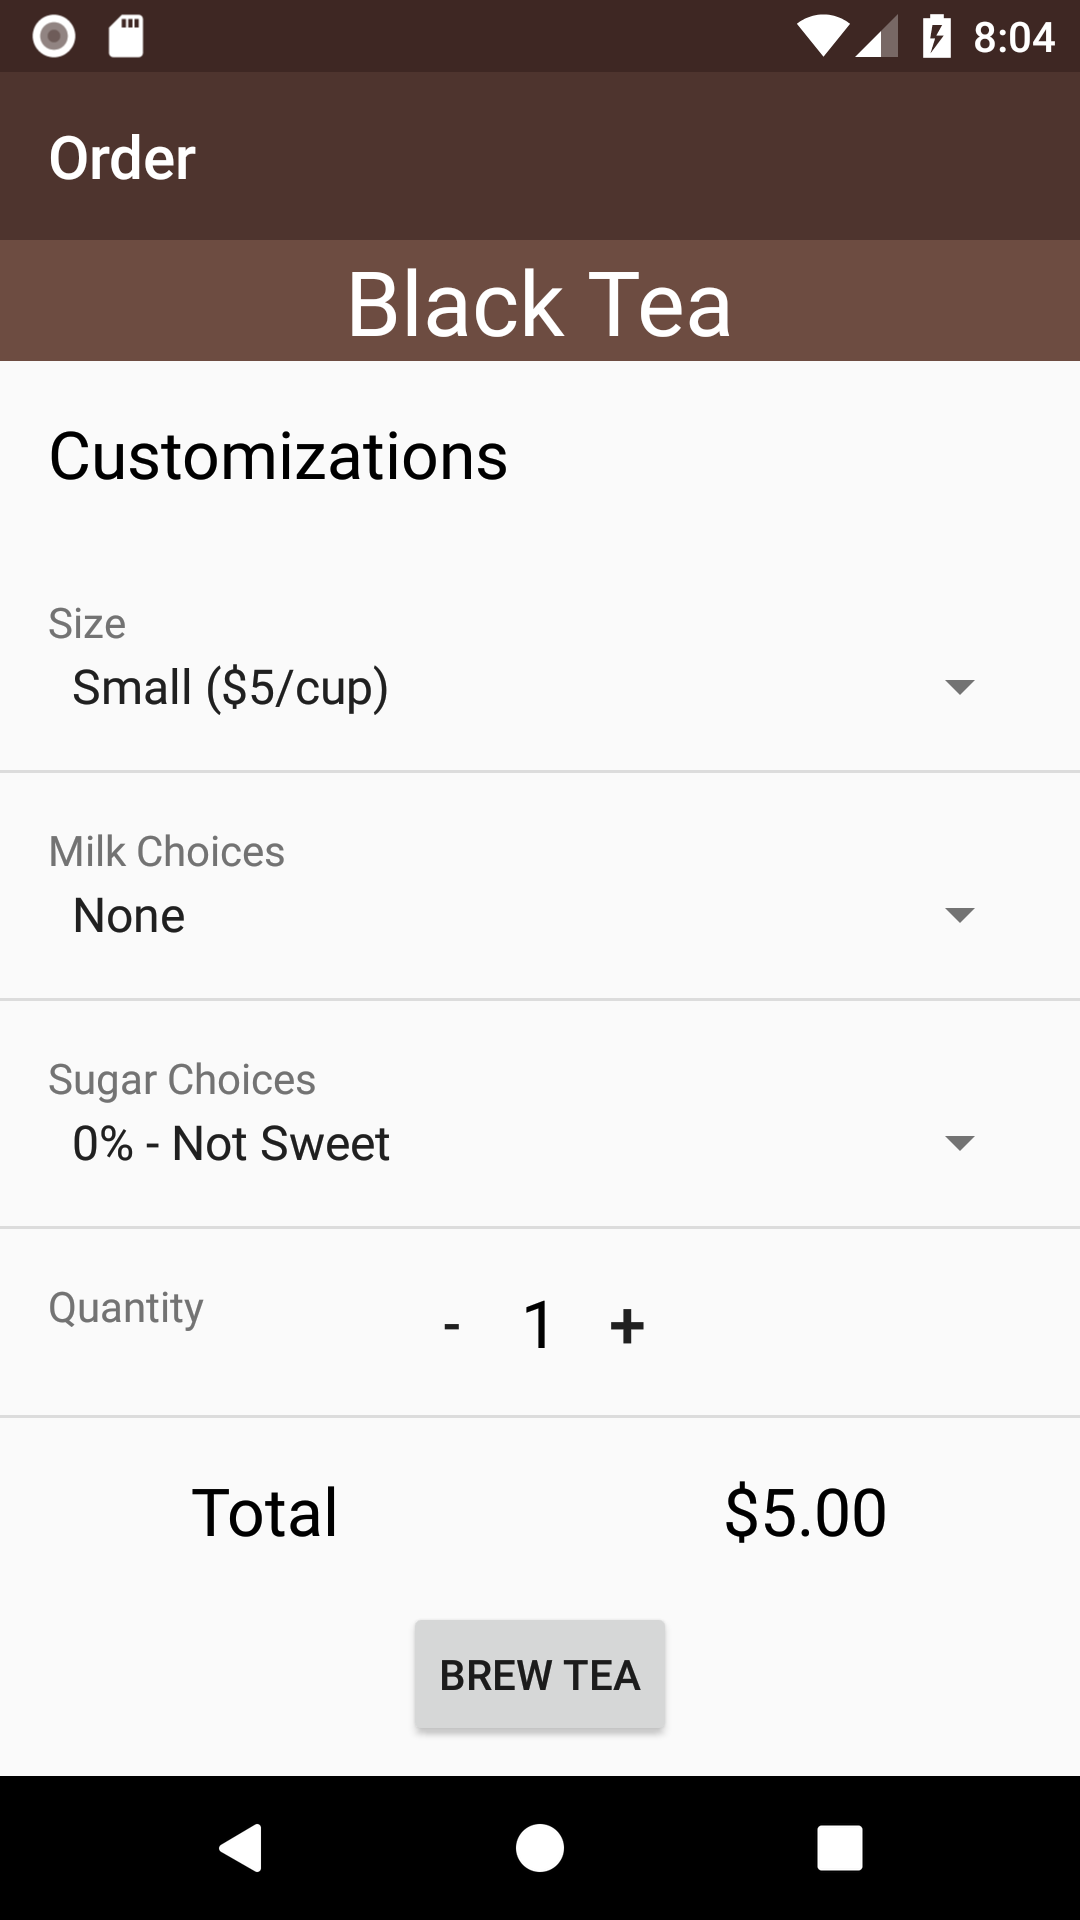 8:04
Order
Black Tea
Customizations
Size
Small ($5/cup)
Milk Choices
None
Sugar Choices
0% - Not Sweet
Quantity - 1 +
Total $5.00
BREW TEA